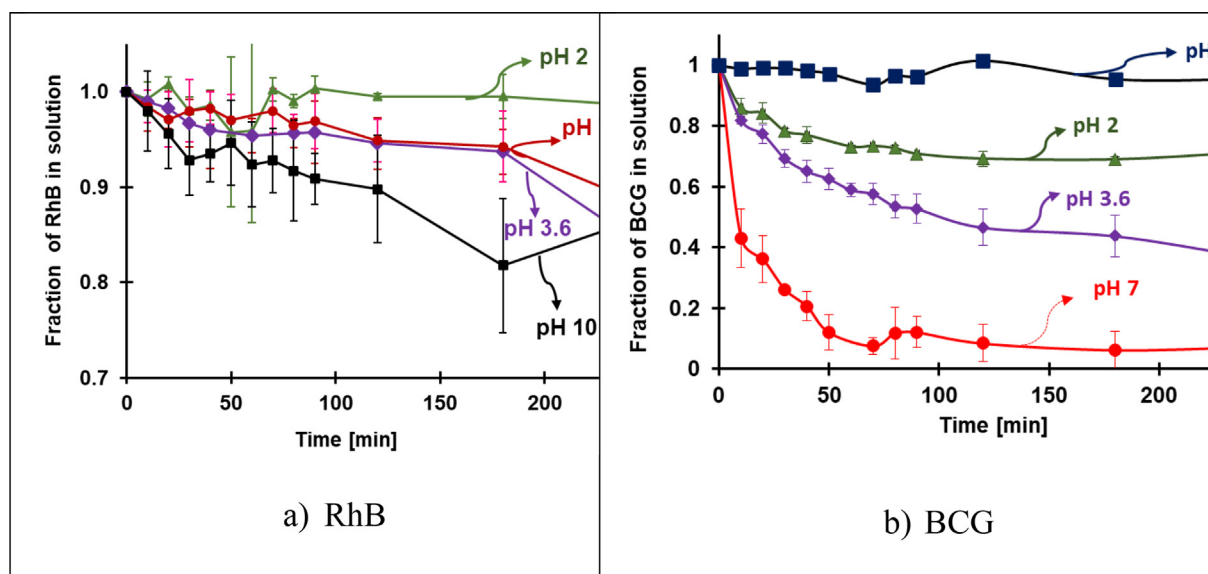 Fraction of RhB in solution
1.0
0.9
0.8
0.7
0
50
100
150
200
Time [min]
pH 2
pH
pH 3.6
pH 10
a) RhB
Fraction of BCG in solution
1
0.8
0.6
0.4
0.2
0
0
50
100
150
200
Time [min]
pH
pH 2
pH 3.6
pH 7
b) BCG